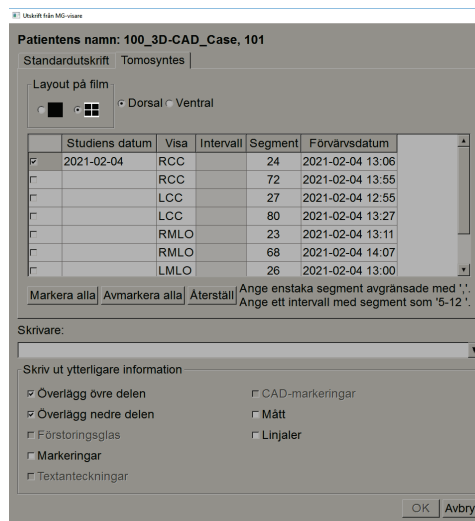 Utskrift från MG-visare
Patientens namn: 100_3D-CAD_Case, 101
Standardutskrift Tomosyntes
Layout på film
Dorsal Ventral
Studiens datum Visa Intervall Segment Förvärvsdatum
2021-02-04 RCC 24 2021-02-04 13:06
RCC 72 2021-02-04 13:55
LCC 27 2021-02-04 12:55
LCC 80 2021-02-04 13:27
RMLO 23 2021-02-04 13:11
RMLO 68 2021-02-04 14:07
LMLO 26 2021-02-04 13:00
Markera alla Avmarkera alla Återställ
Ange enstaka segment avgränsade med ','.
Ange ett intervall med segment som '5-12 '.
Skrivare:
Skriv ut ytterligare information
Överlägg övre delen CAD-markeringar
Överlägg nedre delen Mått
Förstoringsglas Linjaler
Markeringar
Textanteckningar
OK Avbry